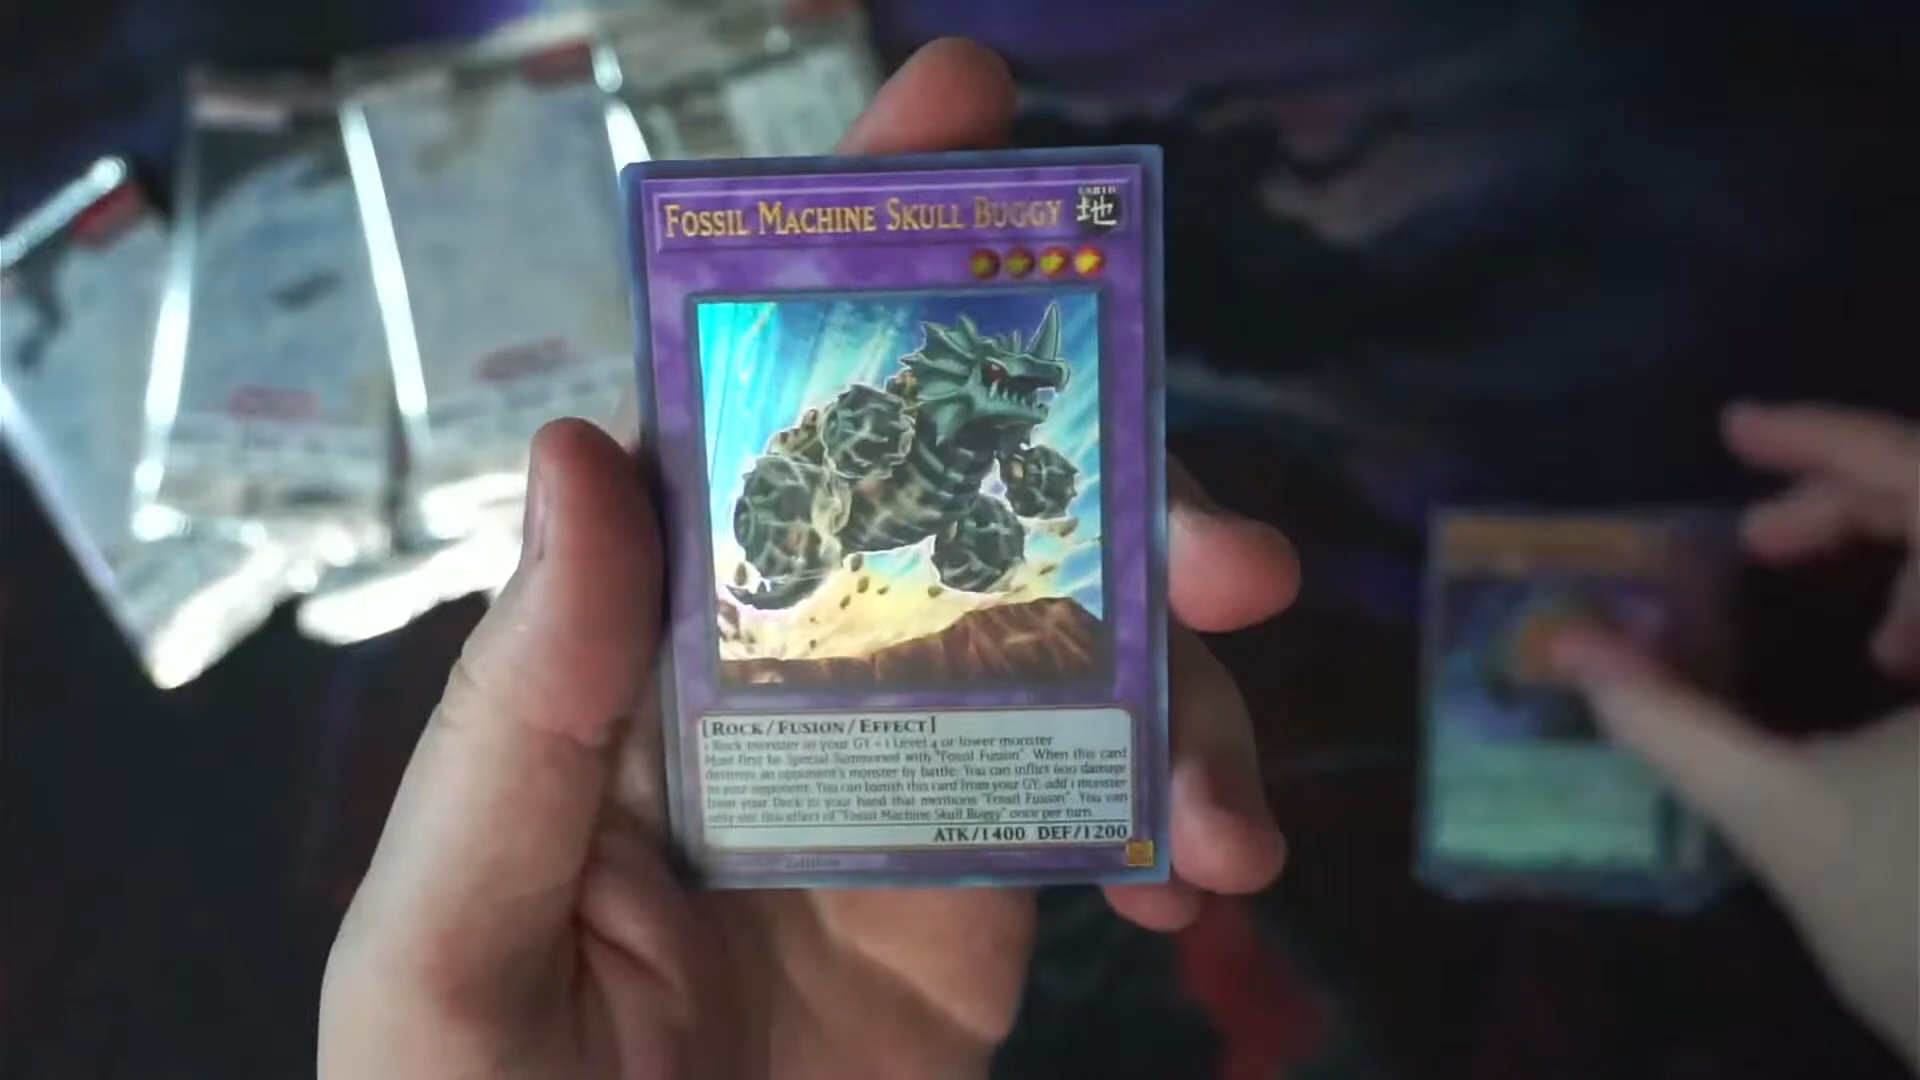 FOSSIL MACHINE SKULL BUGGY
EARTH
地
[ROCK/FUSION/EFFECT]
1 Rock monster in your GY + 1 Level 4 or lower monster
Must first be Special Summoned with "Fossil Fusion". When this card
destroys an opponent's monster by battle: You can inflict 600 damage
to your opponent. You can banish this card from your GY; add 1 monster
from your Deck to your hand that mentions "Fossil Fusion". You can
only use this effect of "Fossil Machine Skull Buggy" once per turn.
ATK/1400 DEF/1200
Edition